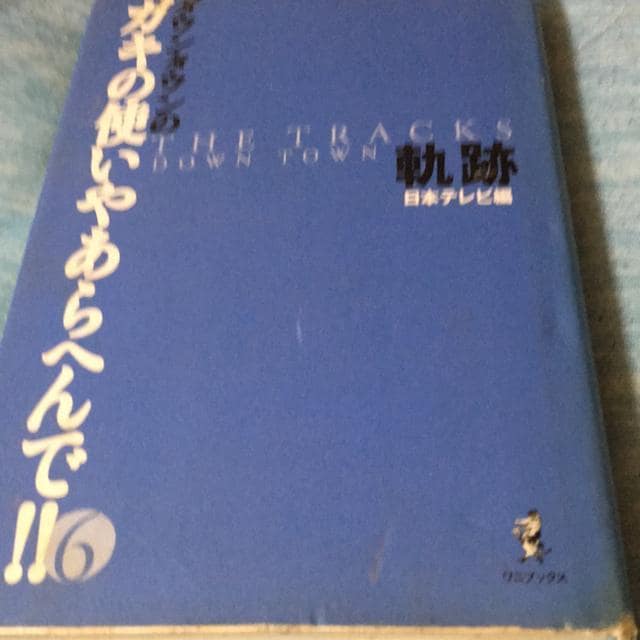 ガキの使いやあらへんで!!
6
THE TRACKS
DOWN TOWN
軌跡
日本テレビ編
ワニブックス